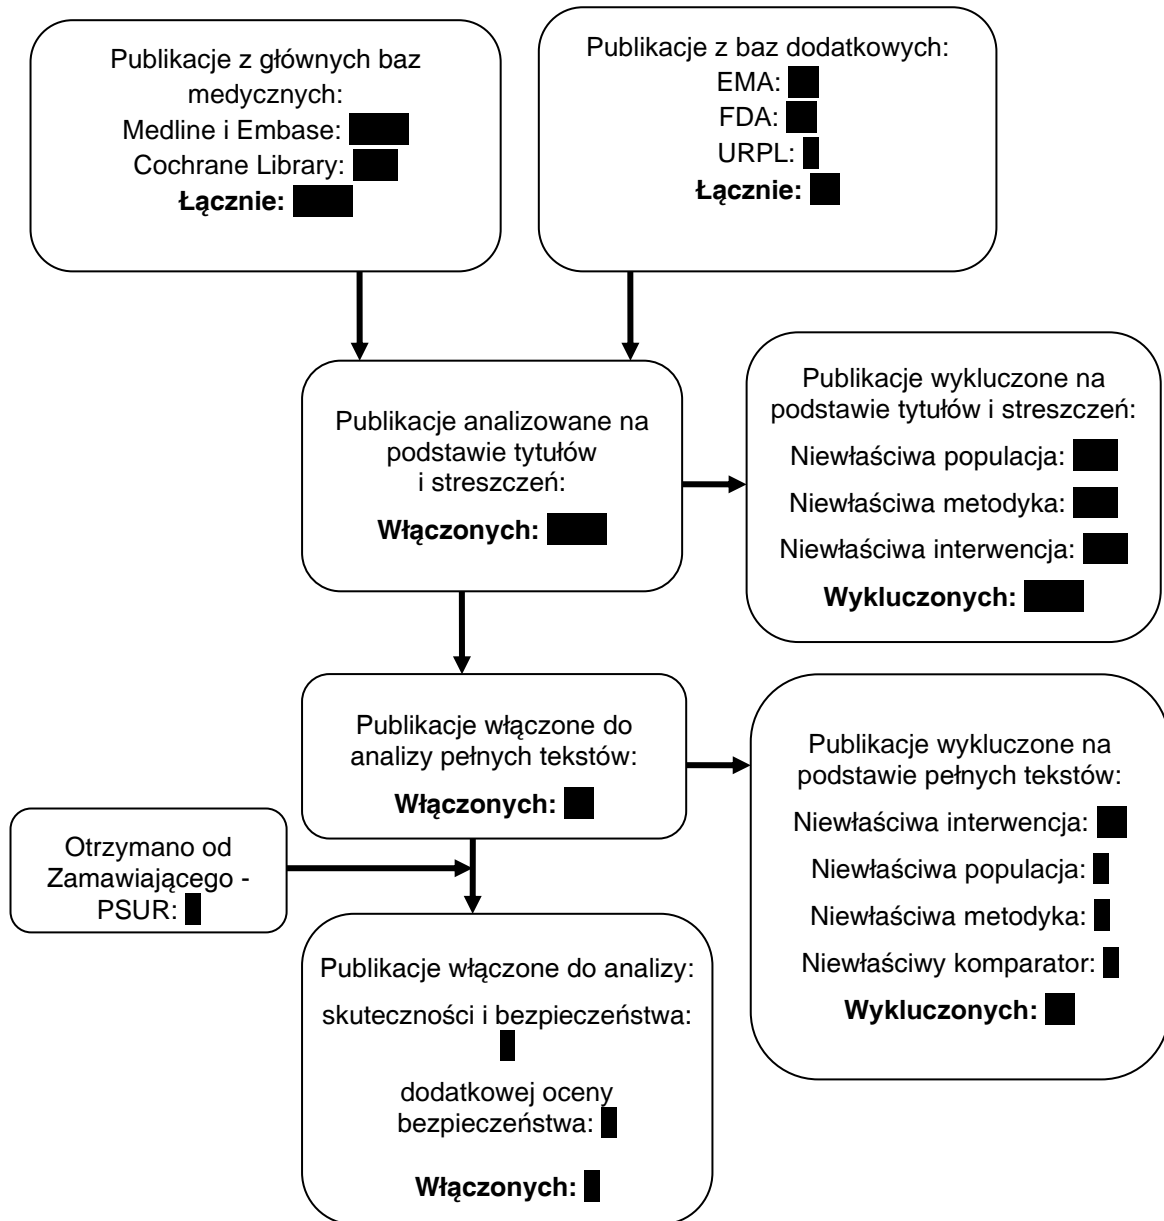 Publikacje z głównych baz
medycznych:
Medline i Embase:
Cochrane Library:
Łącznie:
Publikacje z baz dodatkowych:
EMA:
FDA:
URPL:
Łącznie:
Publikacje analizowane na
podstawie tytułów
i streszczeń:
Włączonych:
Publikacje wykluczone na
podstawie tytułów i streszczeń:
Niewłaściwa populacja:
Niewłaściwa metodyka:
Niewłaściwa interwencja:
Wykluczonych:
Publikacje włączone do
analizy pełnych tekstów:
Włączonych:
Publikacje wykluczone na
podstawie pełnych tekstów:
Niewłaściwa interwencja:
Niewłaściwa populacja:
Niewłaściwa metodyka:
Niewłaściwy komparator:
Wykluczonych:
Otrzymano od
Zamawiającego -
PSUR:
Publikacje włączone do analizy:
skuteczności i bezpieczeństwa:
dodatkowej oceny
bezpieczeństwa:
Włączonych: